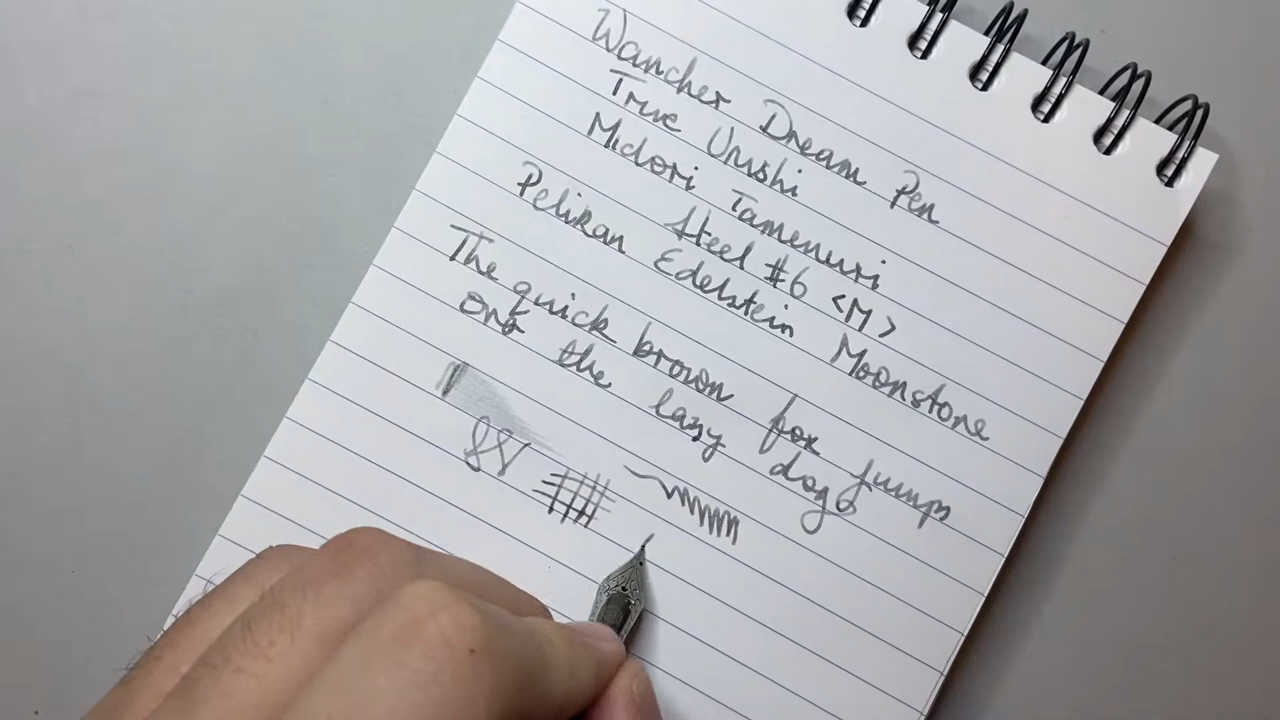 Wancher Dream Pen
True Urushi
Midori Tamenuri
Steel #6 <M>
Pelikan Edelstein Moonstone
The quick brown fox jumps
the lazy dog